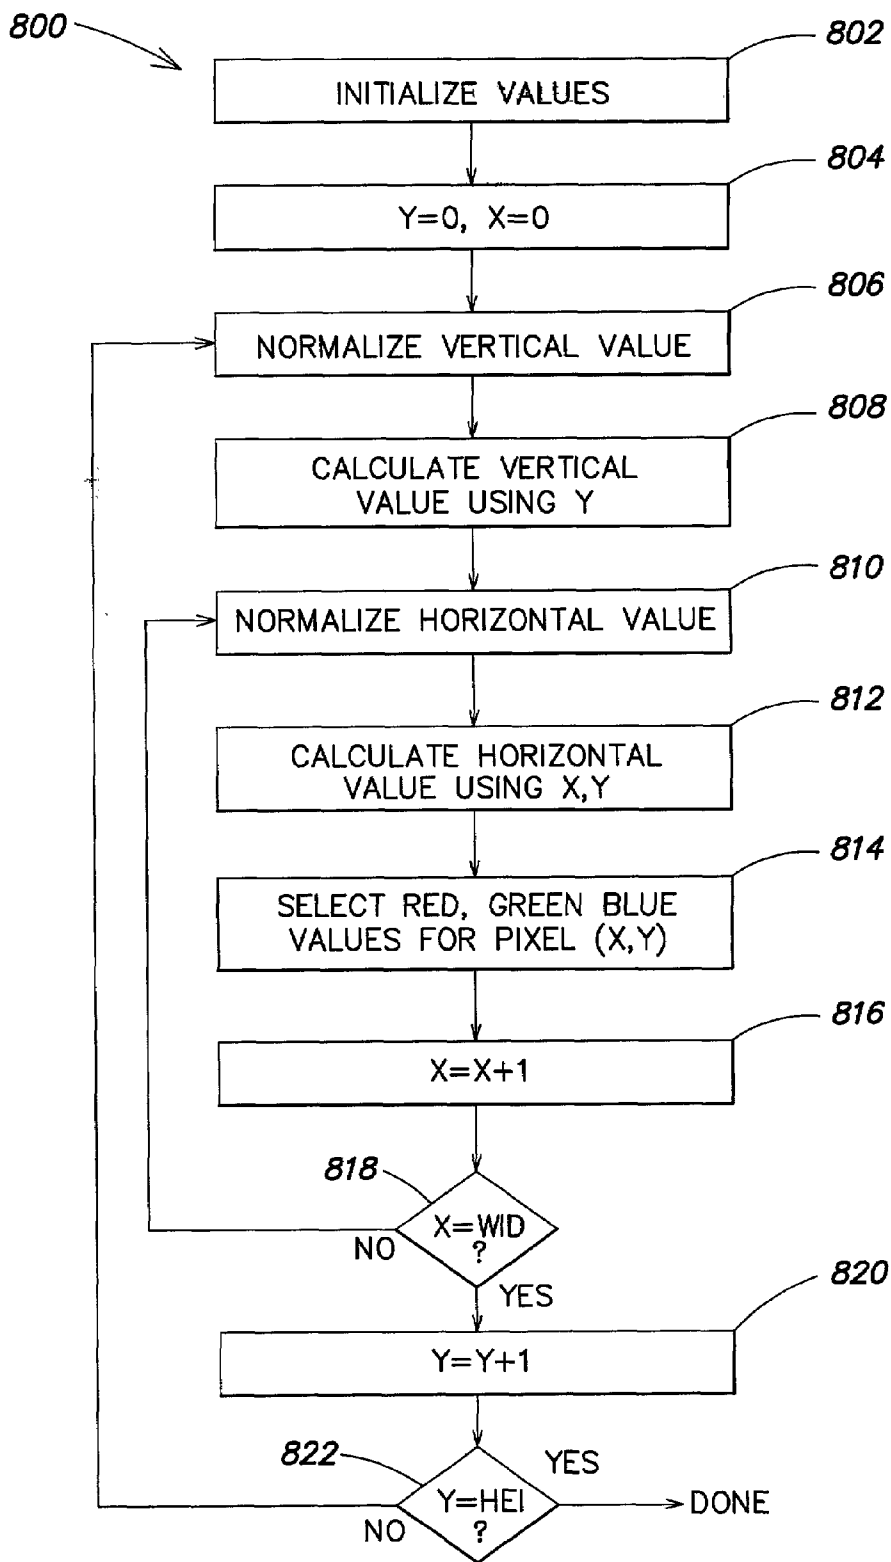 800
802
INITIALIZE VALUES
804
Y=0, X=0
806
NORMALIZE VERTICAL VALUE
808
CALCULATE VERTICAL
VALUE USING Y
810
NORMALIZE HORIZONTAL VALUE
812
CALCULATE HORIZONTAL
VALUE USING X,Y
814
SELECT RED, GREEN BLUE
VALUES FOR PIXEL (X,Y)
816
X=X+1
818
X=WID
?
NO
YES
820
Y=Y+1
822
Y=HEI
?
YES
DONE
NO